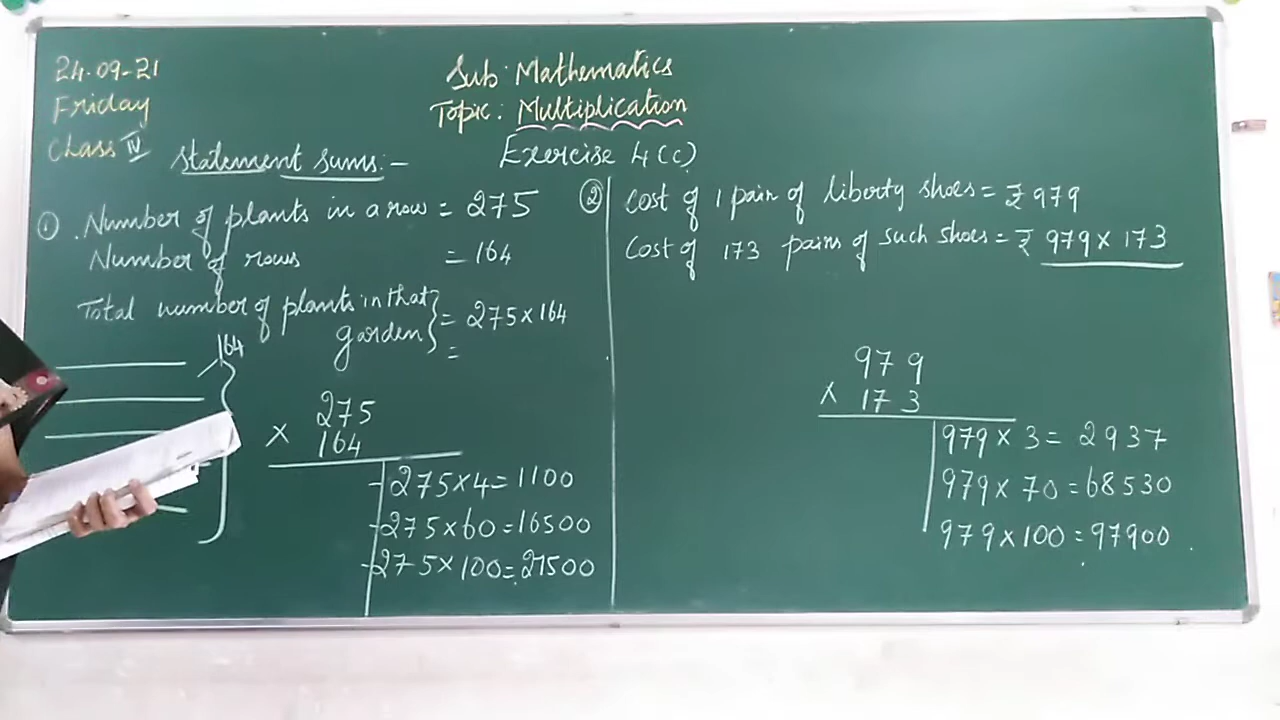 24-09-21
Friday
Class IV
Sub: Mathematics
Topic: Multiplication
Exercise 4(c)
Statement sums:-
① Number of plants in a row = 275
Number of rows = 164
Total number of plants in that
garden } = 275 × 164
=
164
275
× 164
275 × 4 = 1100
275 × 60 = 16500
275 × 100 = 27500
② Cost of 1 pair of liberty shoes = ₹ 979
Cost of 173 pairs of such shoes = ₹ 979 × 173
979
× 173
979 × 3 = 2937
979 × 70 = 68530
979 × 100 = 97900